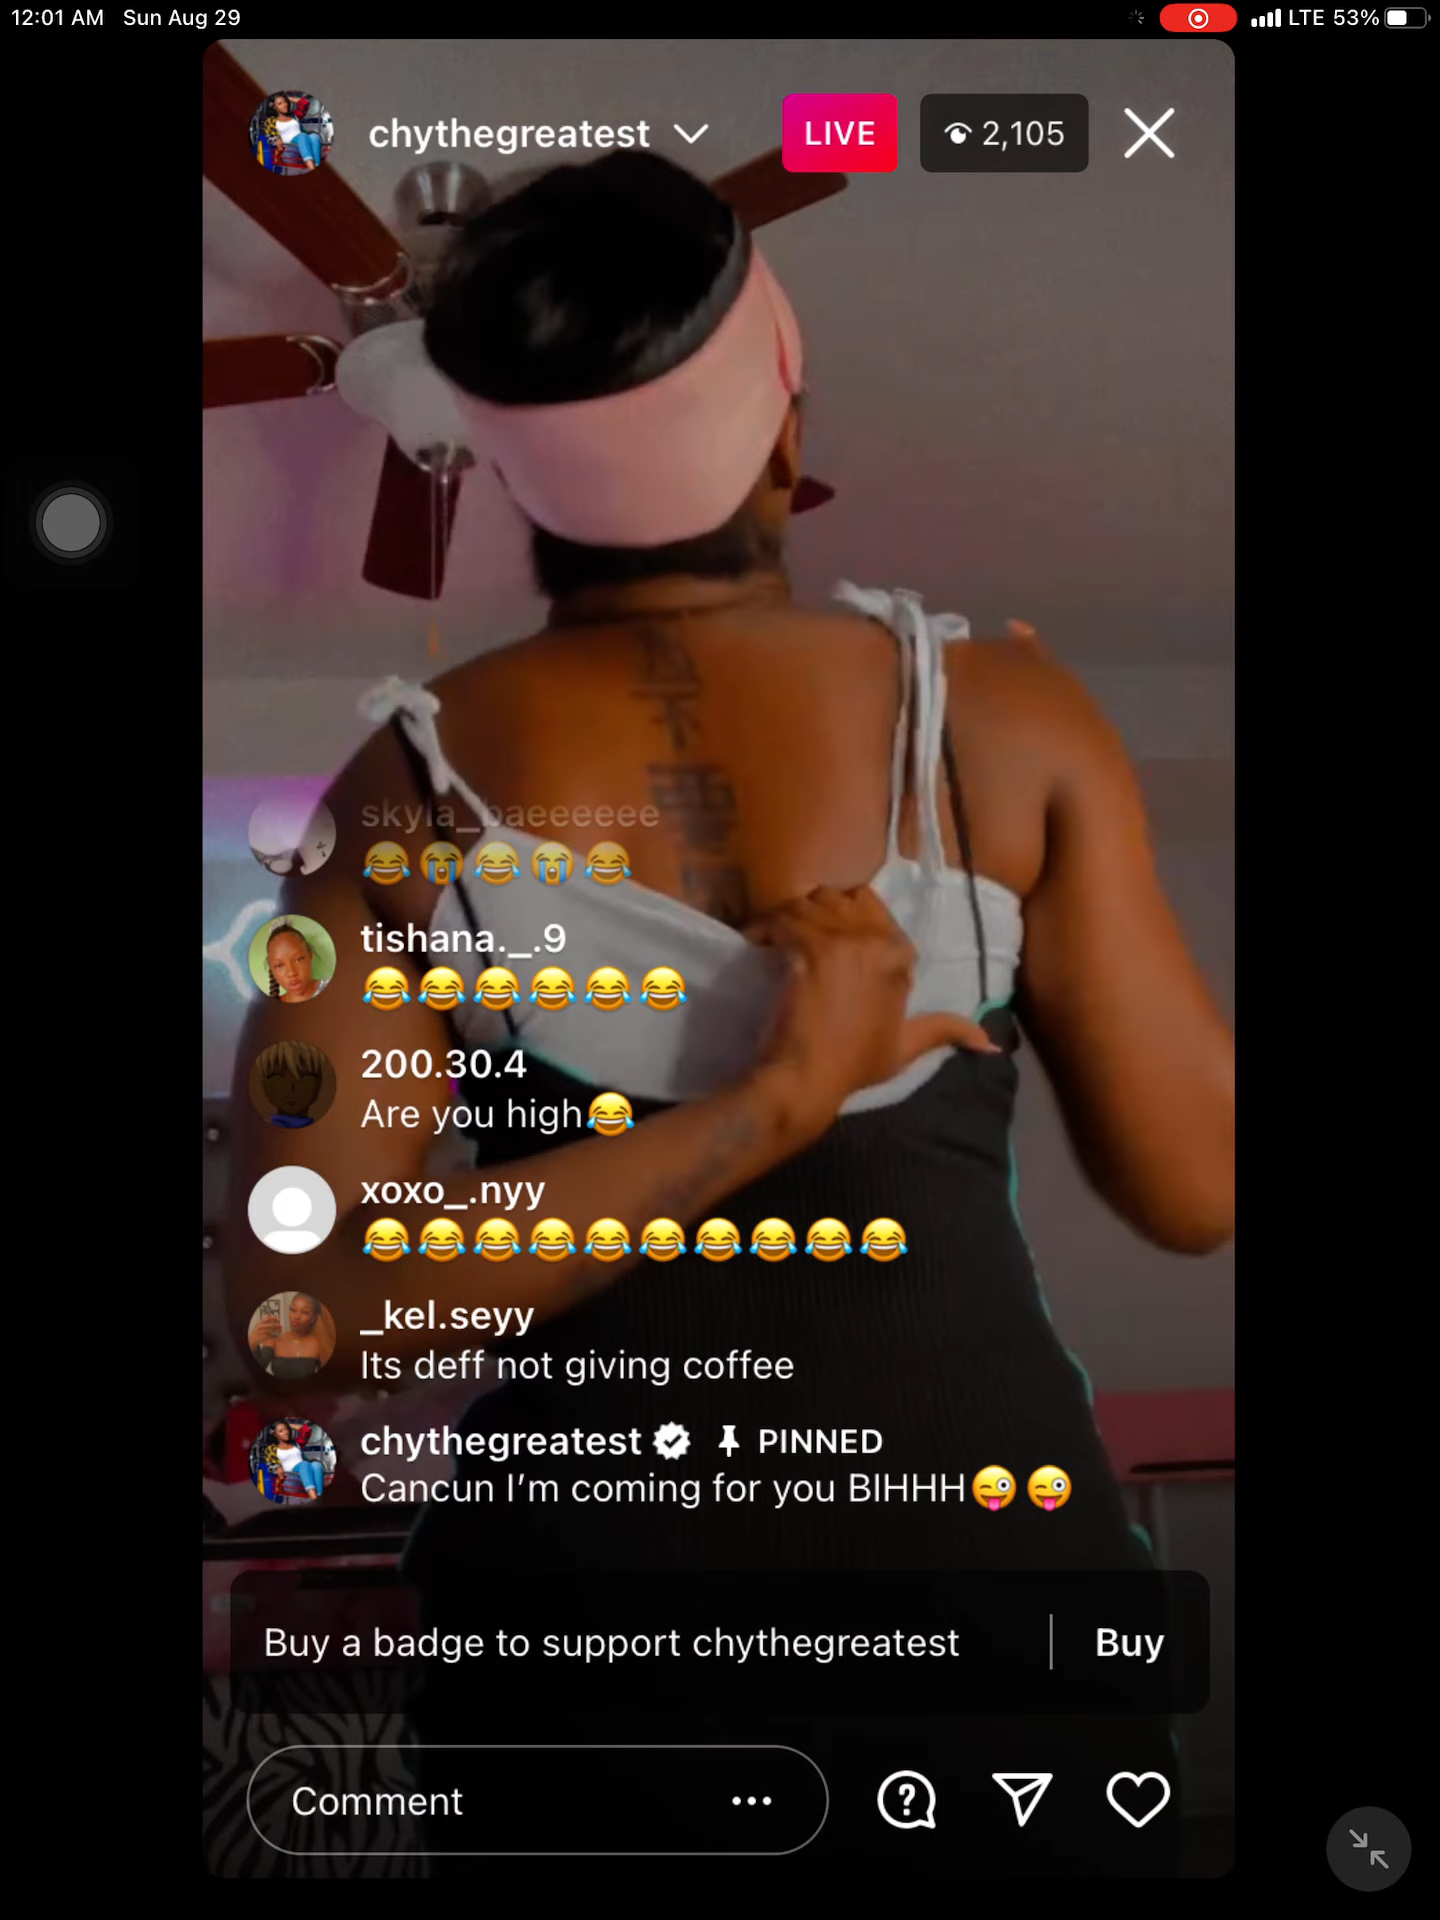 12:01 AM Sun Aug 29
LTE 53%
chythegreatest
LIVE
2,105
skyla_baeeeeee
😂😭😂😭😂
tishana._.9
😂😂😂😂😂😂
200.30.4
Are you high😂
xoxo_.nyy
😂😂😂😂😂😂😂😂😂😂
_kel.seyy
Its deff not giving coffee
chythegreatest PINNED
Cancun I’m coming for you BIHHH😜😜
Buy a badge to support chythegreatest | Buy
Comment ...